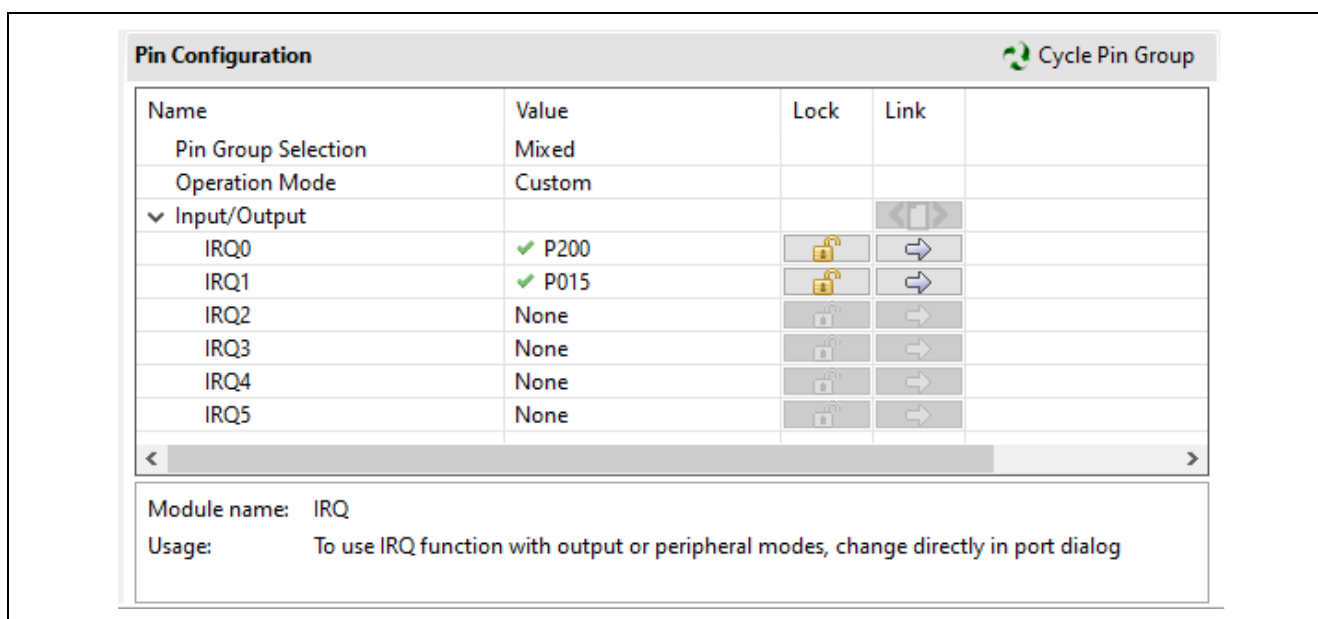 Pin Configuration Cycle Pin Group
Name Value Lock Link
Pin Group Selection Mixed
Operation Mode Custom
Input/Output
IRQ0 P200
IRQ1 P015
IRQ2 None
IRQ3 None
IRQ4 None
IRQ5 None
Module name: IRQ
Usage: To use IRQ function with output or peripheral modes, change directly in port dialog